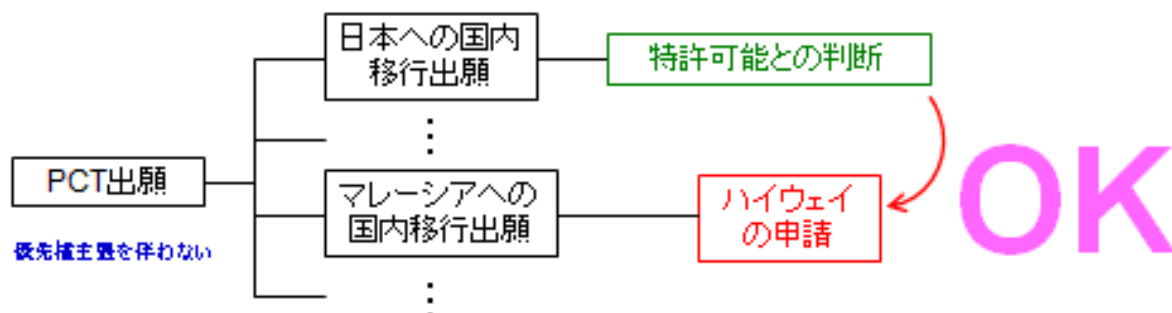 日本への国内
移行出願
特許可能との判断
⋮
PCT出願
マレーシアへの
国内移行出願
ハイウェイ
の申請
OK
優先権主張を伴わない
⋮